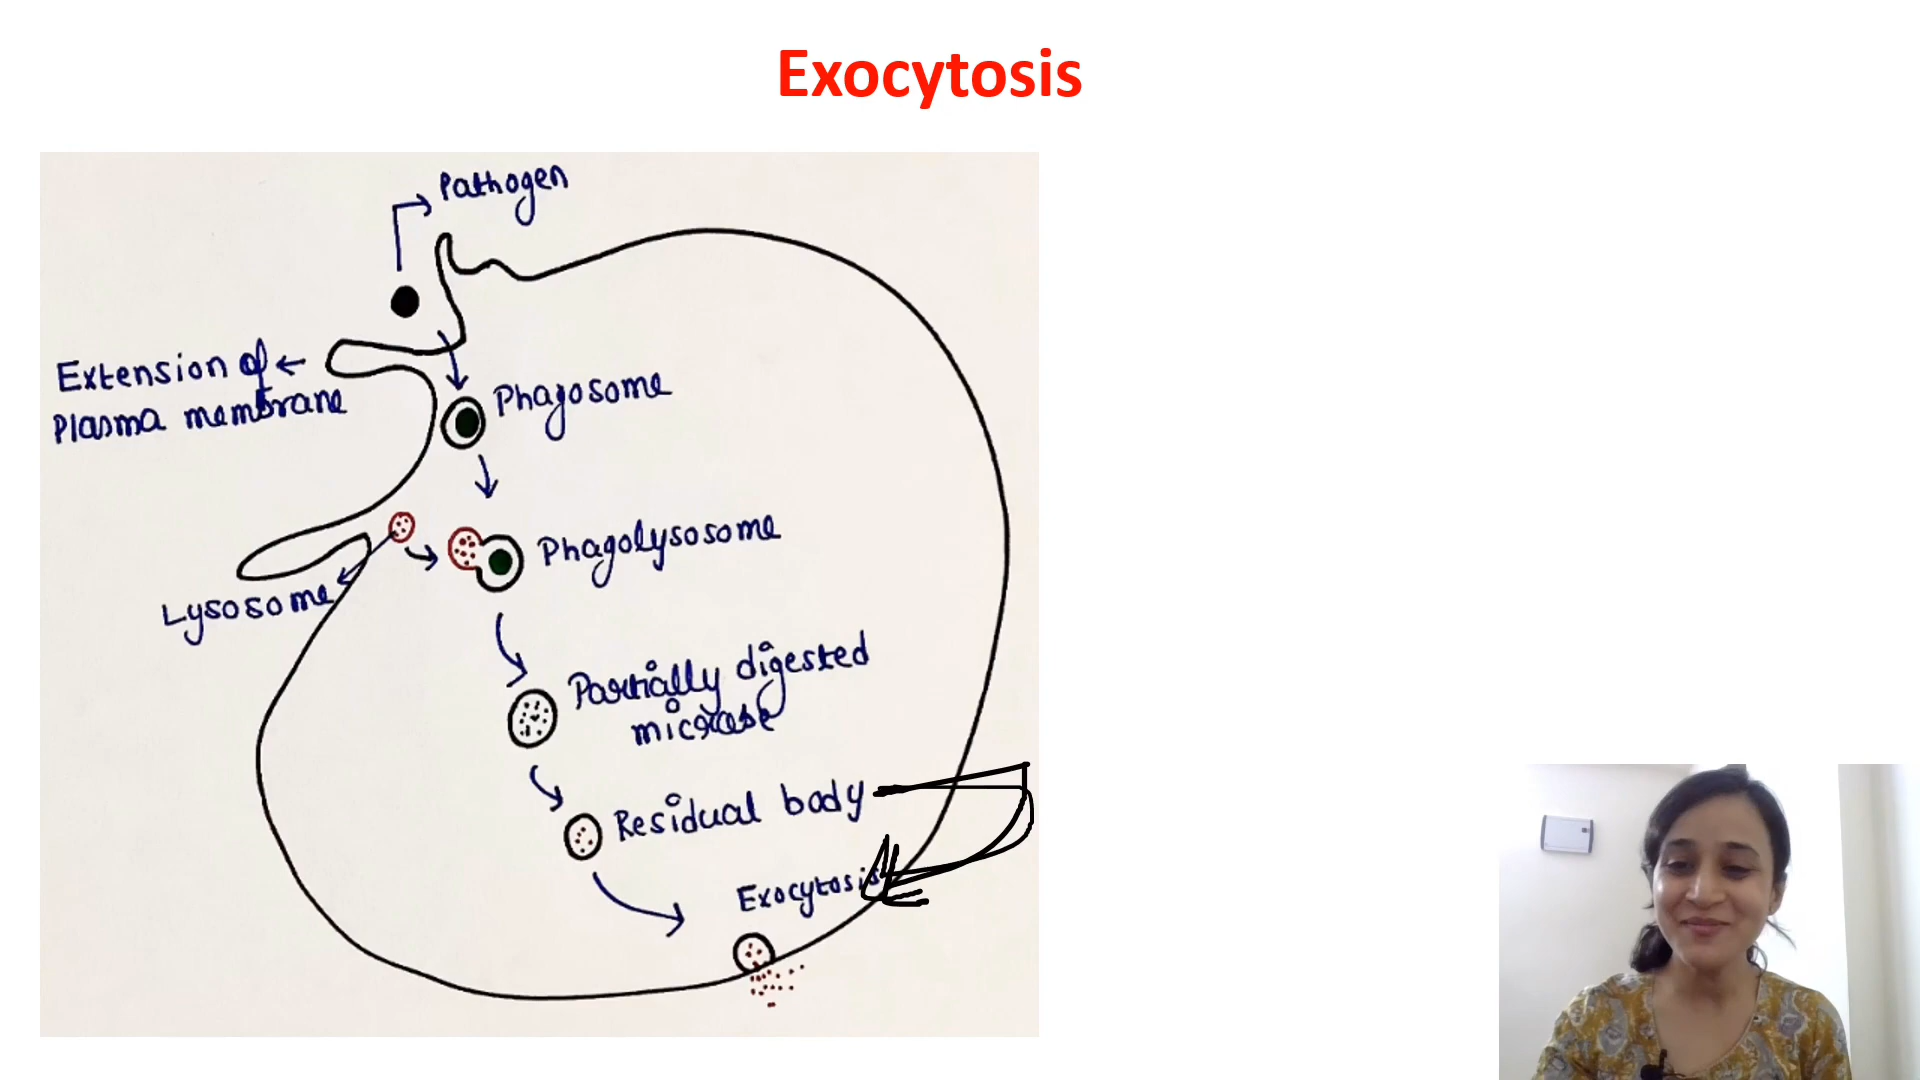 Exocytosis
Pathogen
Extension of
Plasma membrane
Phagosome
Phagolysosome
Lysosome
Partially digested
microbe
Residual body
Exocytosis